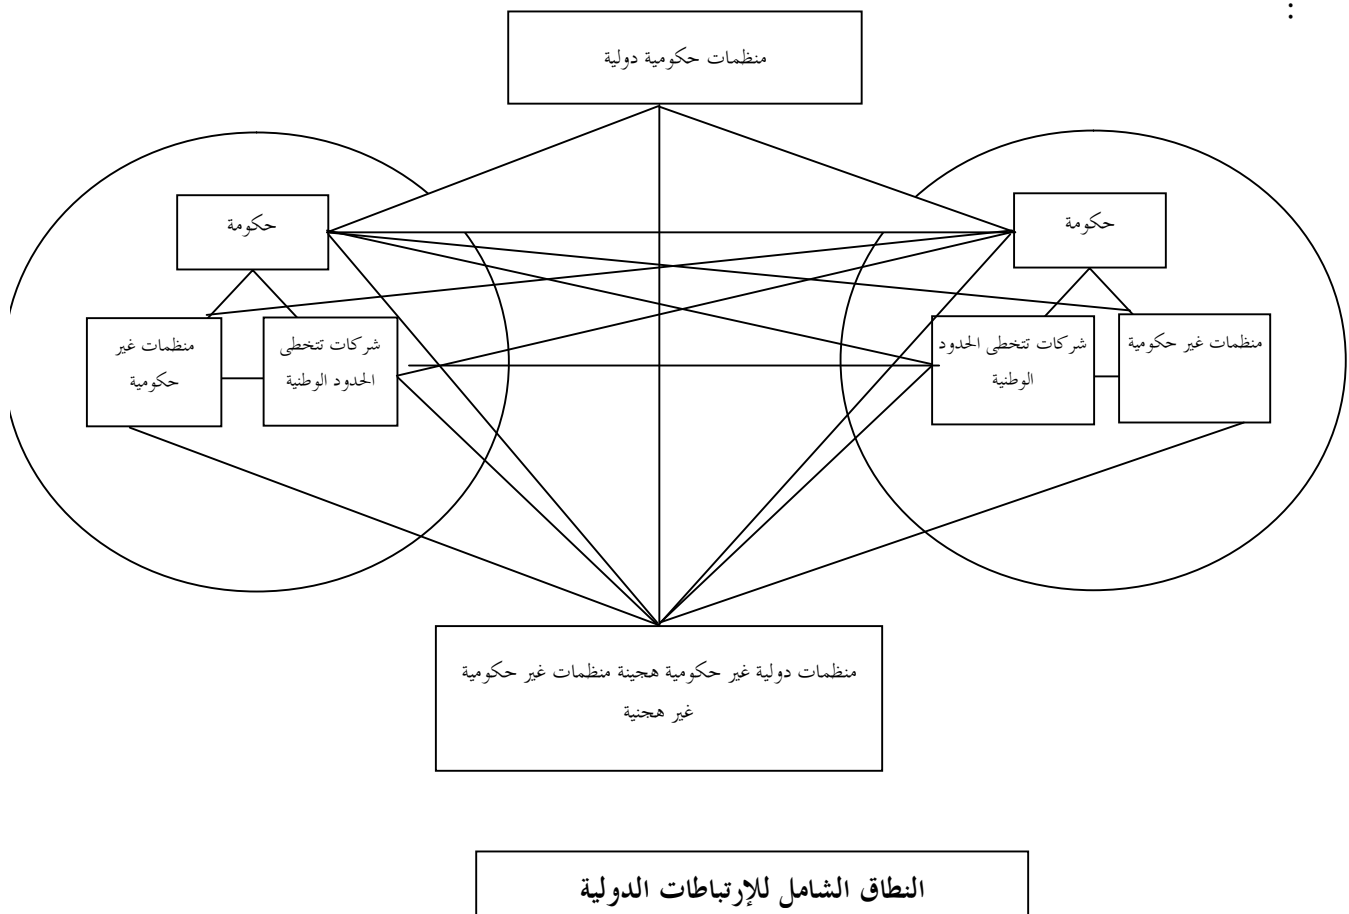 :
منظمات حكومية دولية
حكومة
حكومة
منظمات غير حكومية
شركات تتخطى الحدود
الوطنية
شركات تتخطى
الحدود الوطنية
منظمات غير
حكومية
منظمات دولية غير حكومية هجينة منظمات غير حكومية
غير هجنية
النطاق الشامل للإرتباطات الدولية